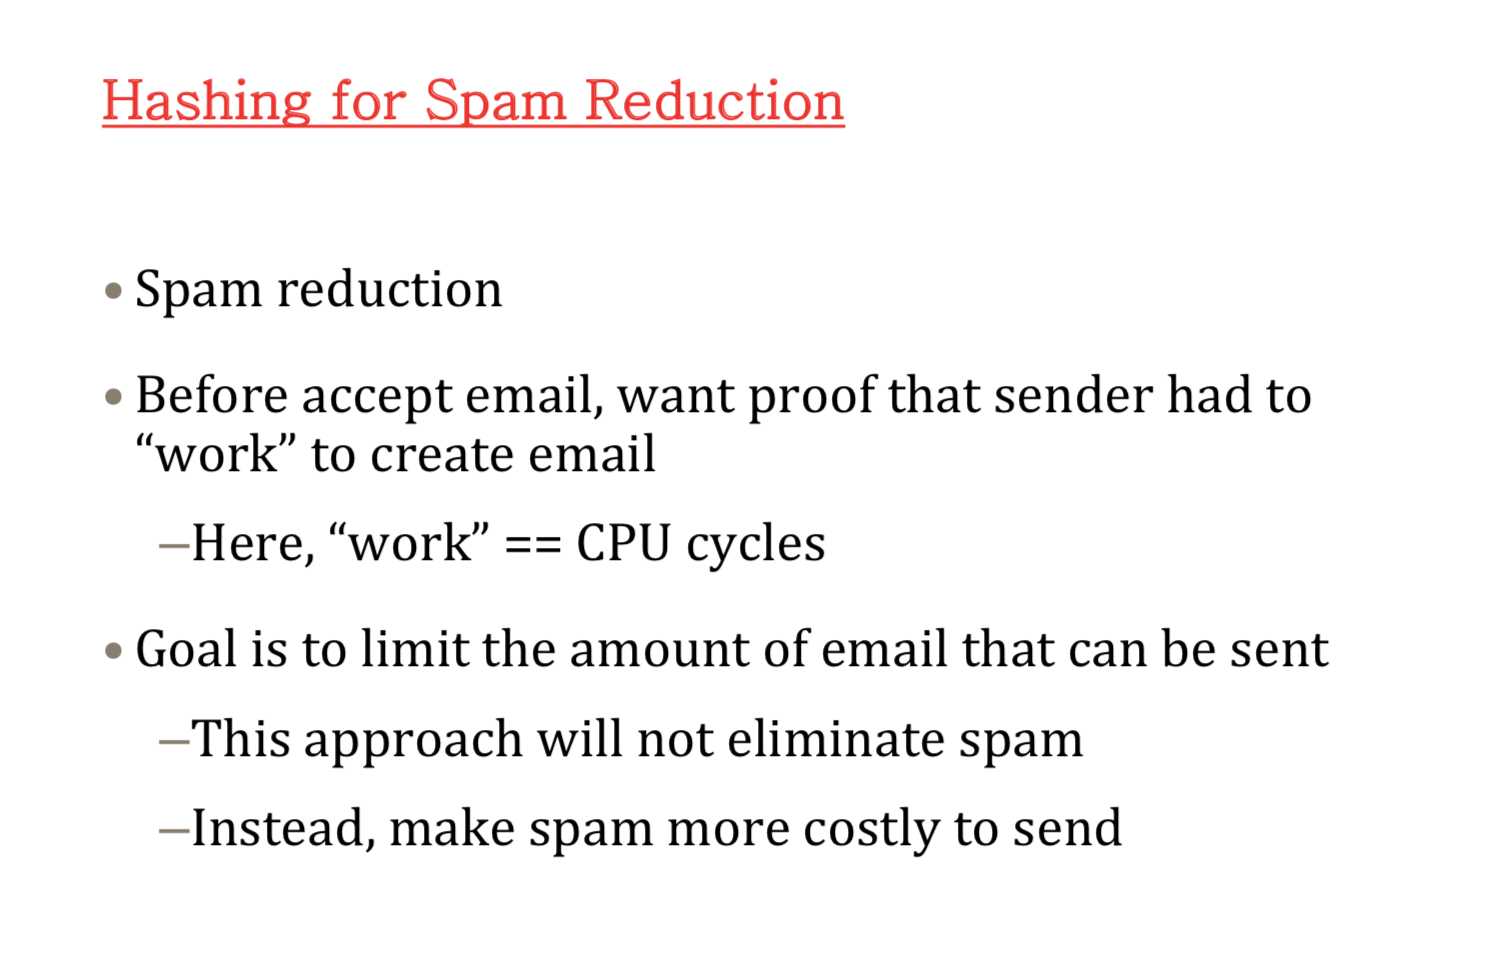 Hashing for Spam Reduction
• Spam reduction
• Before accept email, want proof that sender had to
“work” to create email
–Here, “work” == CPU cycles
• Goal is to limit the amount of email that can be sent
–This approach will not eliminate spam
–Instead, make spam more costly to send